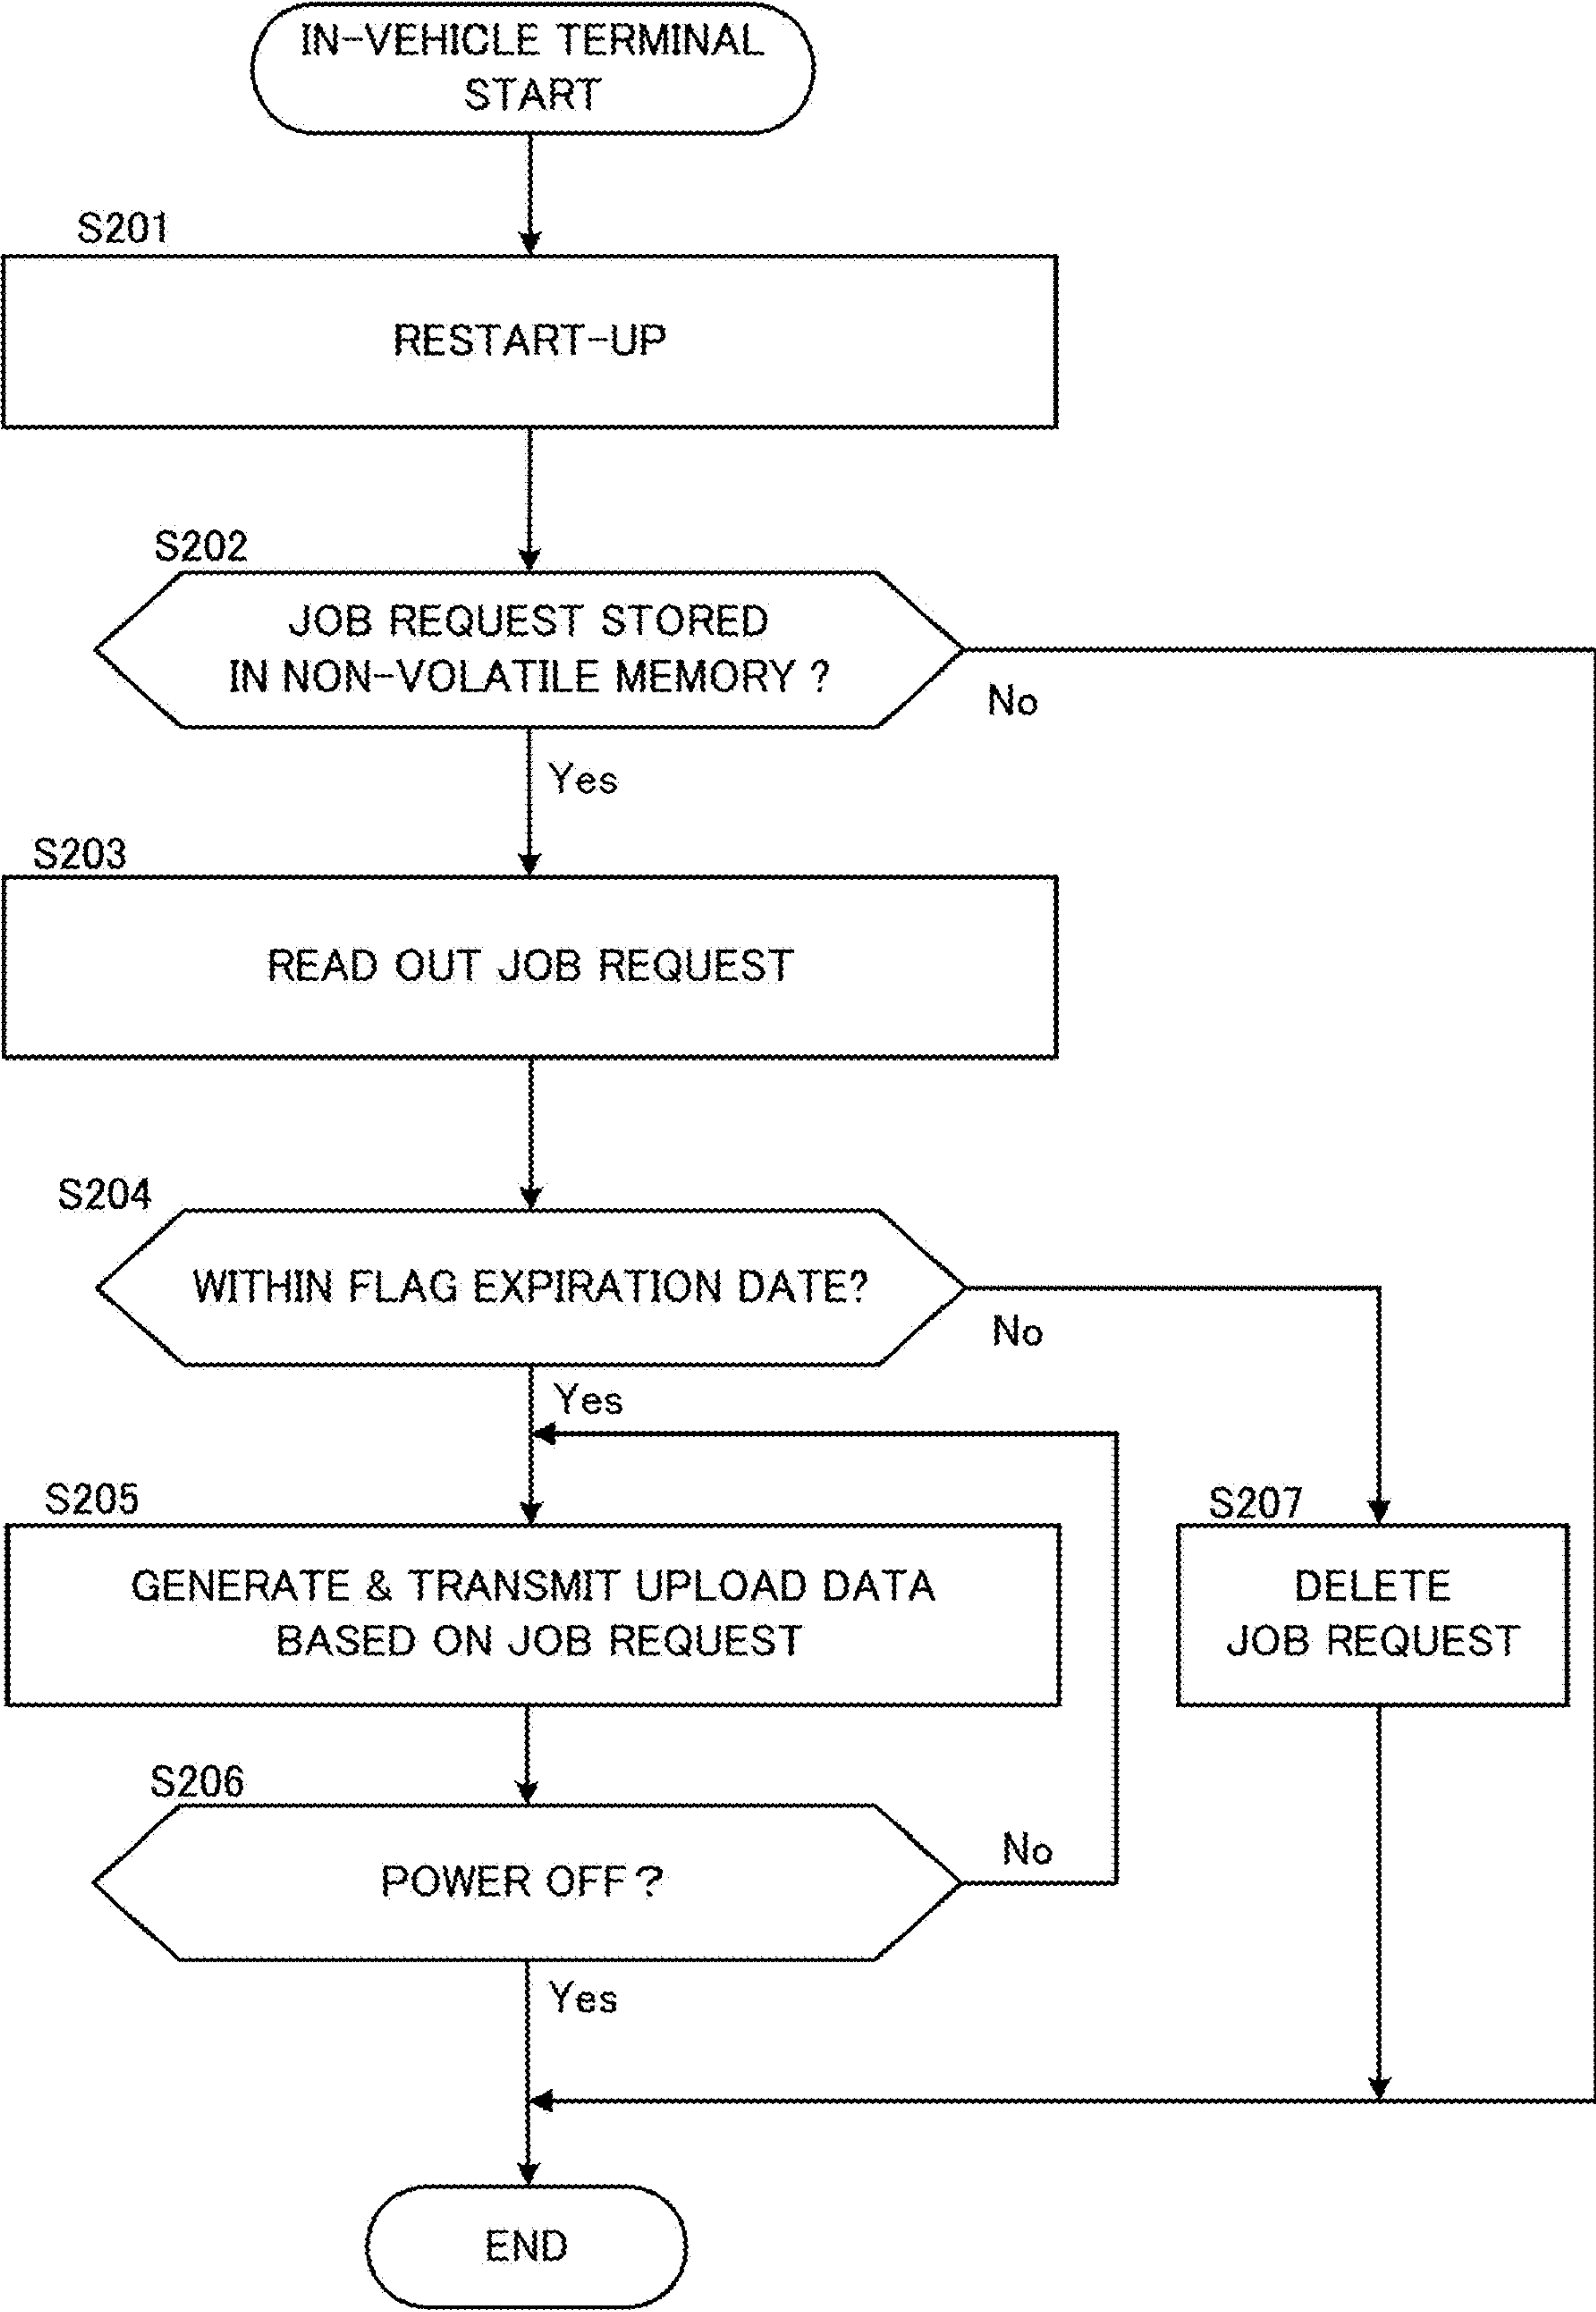 IN-VEHICLE TERMINAL
START
S201
RESTART-UP
S202
JOB REQUEST STORED
IN NON-VOLATILE MEMORY ?
No
Yes
S203
READ OUT JOB REQUEST
S204
WITHIN FLAG EXPIRATION DATE?
No
Yes
S205
GENERATE & TRANSMIT UPLOAD DATA
BASED ON JOB REQUEST
S207
DELETE
JOB REQUEST
S206
POWER OFF ?
No
Yes
END